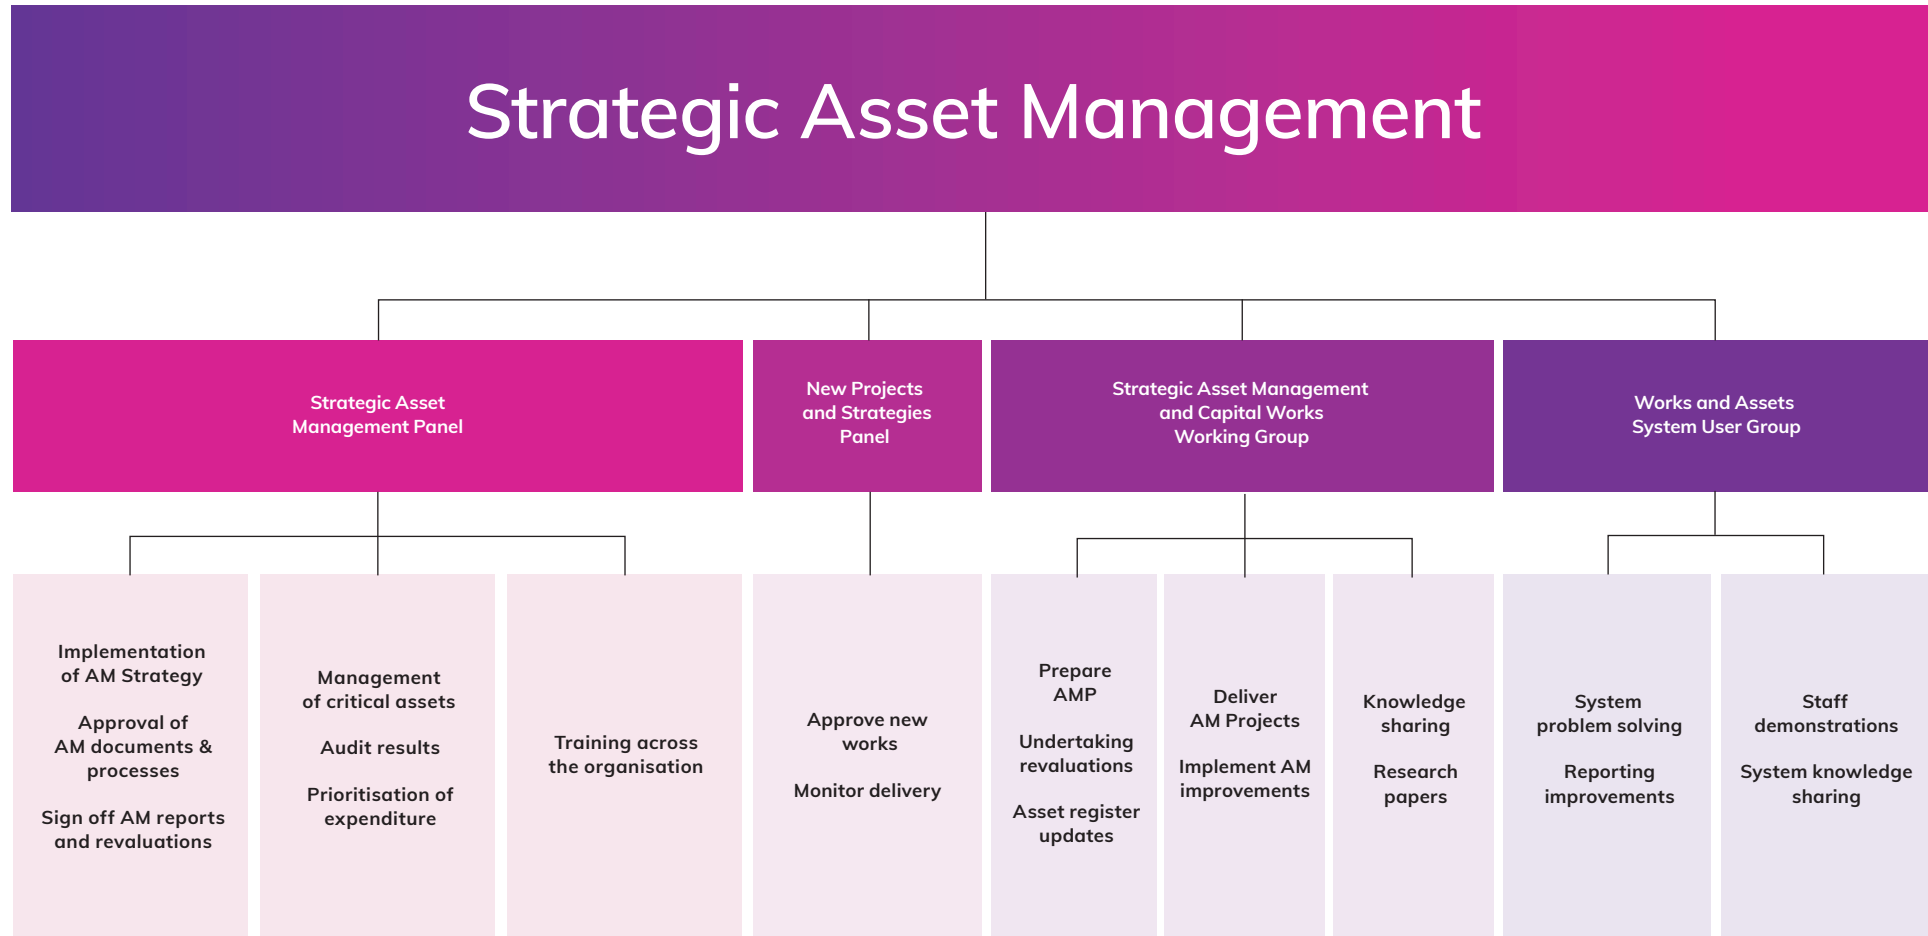 Strategic Asset Management
Strategic Asset
Management Panel
New Projects
and Strategies
Panel
Strategic Asset Management
and Capital Works
Working Group
Works and Assets
System User Group
Implementation
of AM Strategy
Approval of
AM documents &
processes
Sign off AM reports
and revaluations
Management
of critical assets
Audit results
Prioritisation of
expenditure
Training across
the organisation
Approve new
works
Monitor delivery
Prepare
AMP
Undertaking
revaluations
Asset register
updates
Deliver
AM Projects
Implement AM
improvements
Knowledge
sharing
Research
papers
System
problem solving
Reporting
improvements
Staff
demonstrations
System knowledge
sharing